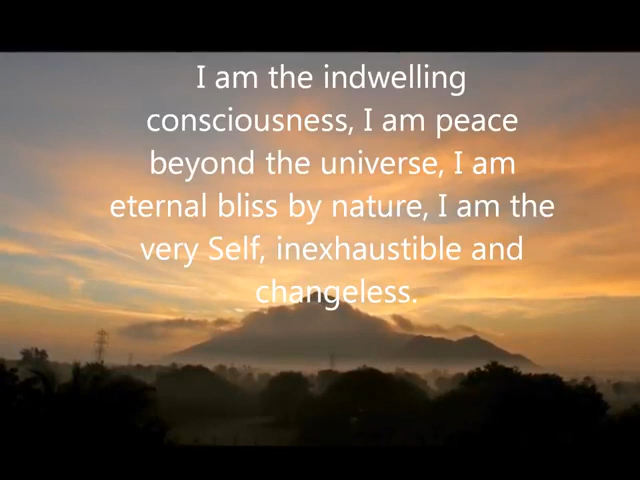 I am the indwelling
consciousness, I am peace
beyond the universe, I am
eternal bliss by nature, I am the
very Self, inexhaustible and
changeless.